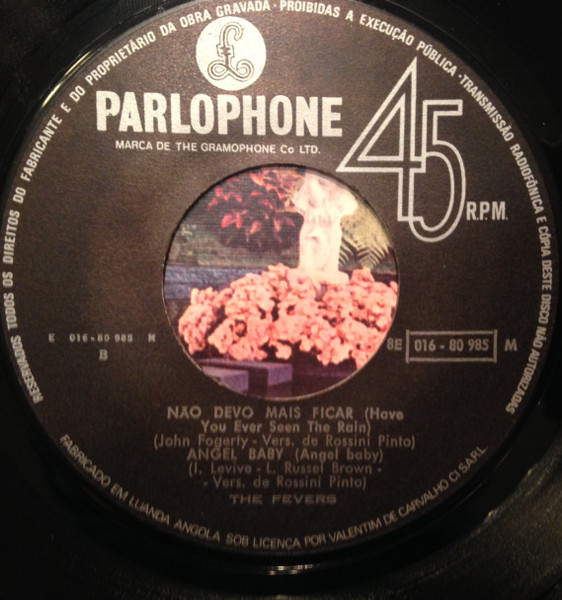 RESERVADOS TODOS OS DIREITOS DO FABRICANTE E DO PROPRIETÁRIO DA OBRA GRAVADA · PROIBIDAS A EXECUÇÃO PÚBLICA · TRANSMISSÃO RADIOFÔNICA E CÓPIA DESTE DISCO NÃO AUTORIZADAS
£
PARLOPHONE
MARCA DE THE GRAMOPHONE Co LTD.
45 R.P.M.
E 016-80 985 M
B
8E 016 - 80 985 M
NÃO DEVO MAIS FICAR (Have
You Ever Seen The Rain)
(John Fogerty - Vers. de Rossini Pinto)
ANGEL BABY (Angel baby)
(I. Levive - L. Russel Brown -
- Vers. de Rossini Pinto)
THE FEVERS
FABRICADO EM LUANDA ANGOLA SOB LICENÇA POR VALENTIM DE CARVALHO CI SARL